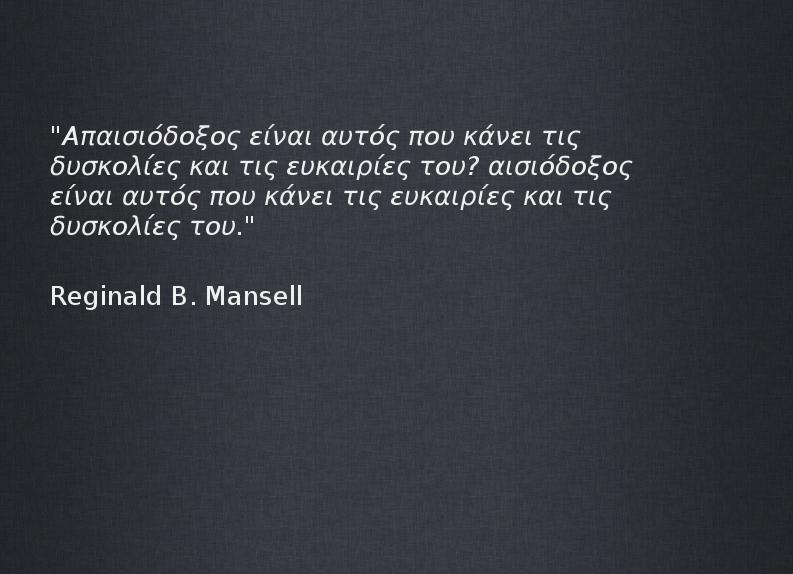 "Απαισιόδοξος είναι αυτός που κάνει τις
δυσκολίες και τις ευκαιρίες του? αισιόδοξος
είναι αυτός που κάνει τις ευκαιρίες και τις
δυσκολίες του."
Reginald B. Mansell